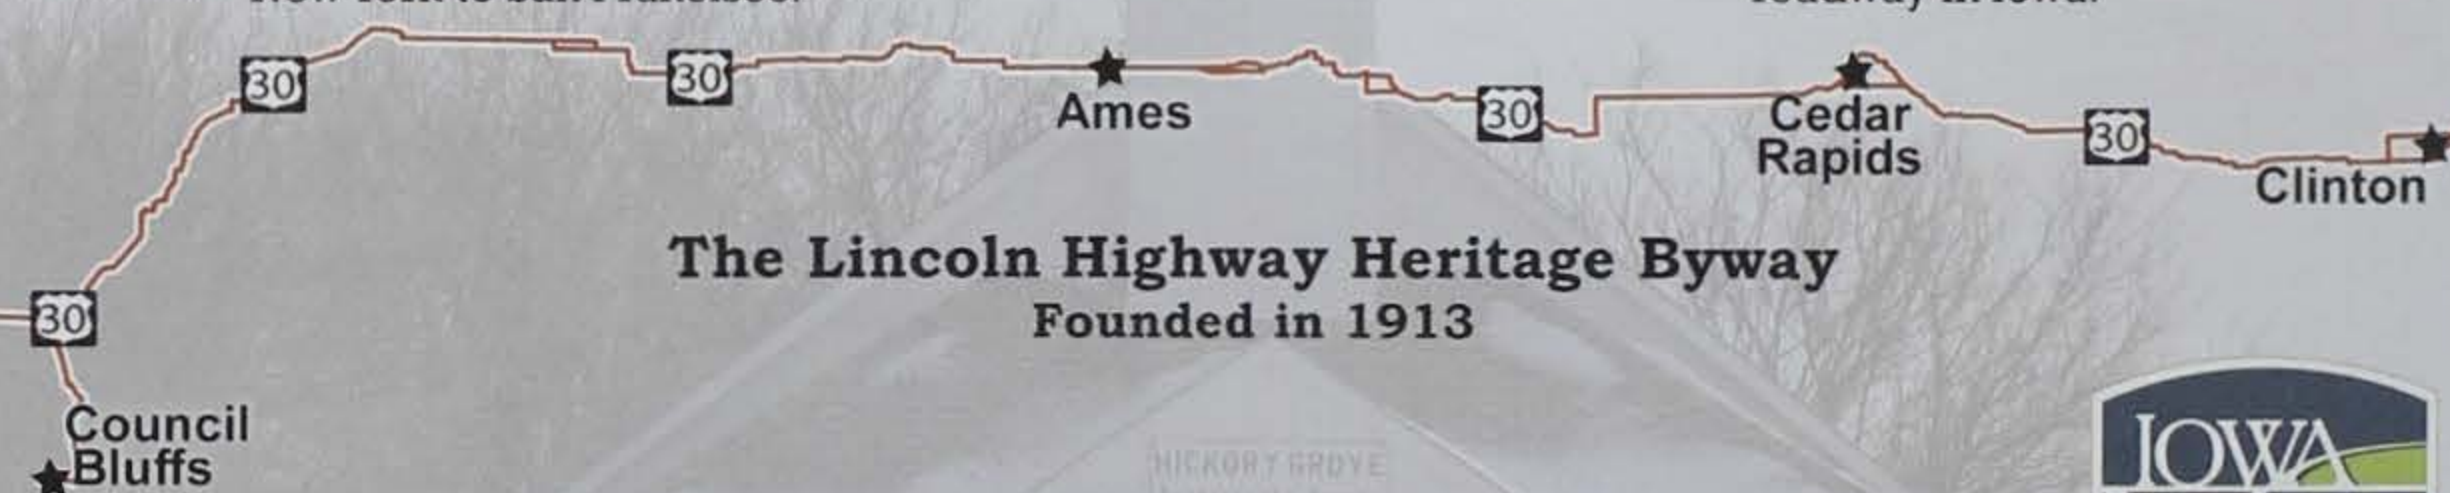 30
30
Ames
30
Cedar
Rapids
30
Clinton
The Lincoln Highway Heritage Byway
Founded in 1913
30
Council
Bluffs
HICKORY GROVE
IOWA